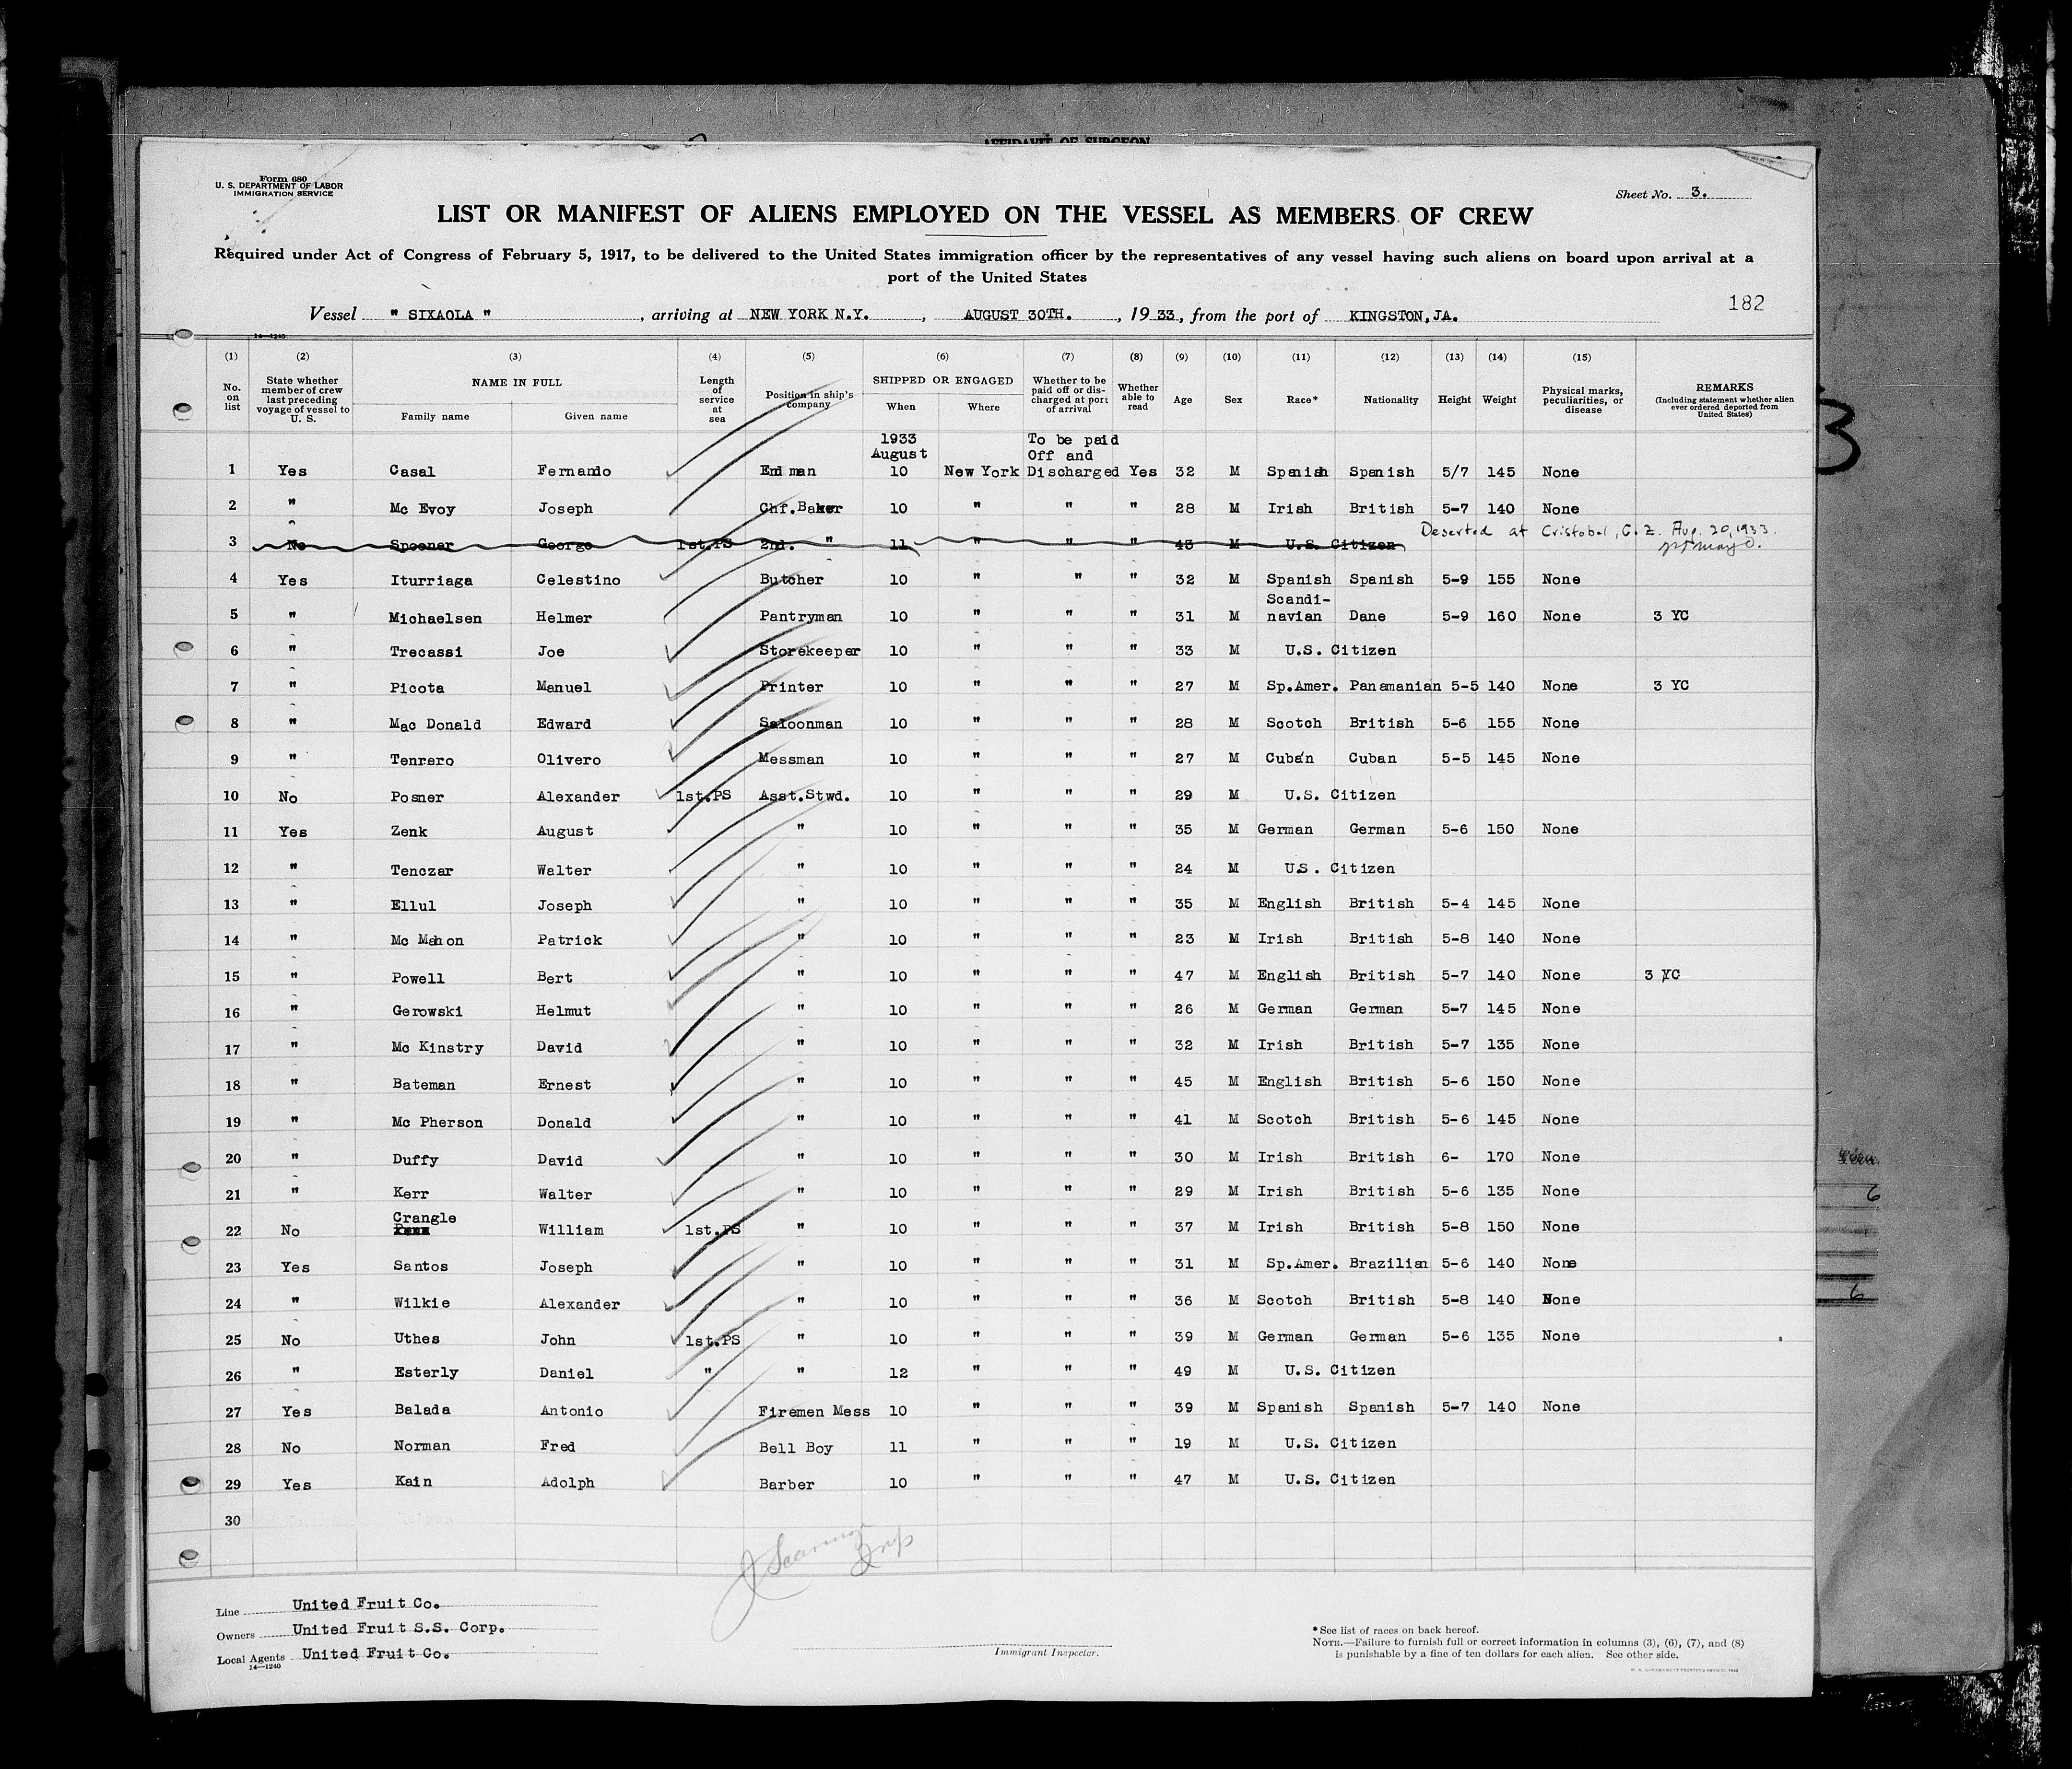 AFFIDAVIT OF SURGEON
Form 680
U. S. DEPARTMENT OF LABOR
IMMIGRATION SERVICE
Sheet No. 3.
LIST OR MANIFEST OF ALIENS EMPLOYED ON THE VESSEL AS MEMBERS OF CREW
Required under Act of Congress of February 5, 1917, to be delivered to the United States immigration officer by the representatives of any vessel having such aliens on board upon arrival at a
port of the United States
182
Vessel " SIXAOLA " , arriving at NEW YORK N.Y. , AUGUST 30TH. , 1933, from the port of KINGSTON, JA.
14—1240
(1) (2) (3) (4) (5) (6) (7) (8) (9) (10) (11) (12) (13) (14) (15)
No. on list State whether member of crew last preceding voyage of vessel to U. S. NAME IN FULL Family name Given name Length of service at sea Position in ship's company SHIPPED OR ENGAGED When Where Whether to be paid off or discharged at port of arrival Whether able to read Age Sex Race* Nationality Height Weight Physical marks, peculiarities, or disease REMARKS (Including statement whether alien ever ordered deported from United States)
1933 To be paid
August Off and
1 Yes Casal Fernando End man 10 New York Discharged Yes 32 M Spanish Spanish 5/7 145 None
2 " Mc Evoy Joseph Chf. Baker 10 " " " 28 M Irish British 5-7 140 None
Deserted at Cristobal, C.Z. Aug. 20, 1933.
3 No Spooner George 1st.PS 2nd. " 11 " " " 43 M U.S. Citizen
4 Yes Iturriaga Celestino Butcher 10 " " " 32 M Spanish Spanish 5-9 155 None
Scandi-
5 " Michaelsen Helmer Pantryman 10 " " " 31 M navian Dane 5-9 160 None 3 YC
6 " Trecassi Joe Storekeeper 10 " " " 33 M U.S. Citizen
7 " Picota Manuel Printer 10 " " " 27 M Sp.Amer. Panamanian 5-5 140 None 3 YC
8 " Mac Donald Edward Saloonman 10 " " " 28 M Scotch British 5-6 155 None
9 " Tenrero Olivero Messman 10 " " " 27 M Cuban Cuban 5-5 145 None
10 No Posner Alexander 1st.PS Asst.Stwd. 10 " " " 29 M U.S. Citizen
11 Yes Zenk August " 10 " " " 35 M German German 5-6 150 None
12 " Tenczar Walter " 10 " " " 24 M U.S. Citizen
13 " Ellul Joseph " 10 " " " 35 M English British 5-4 145 None
14 " Mc Mahon Patrick " 10 " " " 23 M Irish British 5-8 140 None
15 " Powell Bert " 10 " " " 47 M English British 5-7 140 None 3 YC
16 " Gerowski Helmut " 10 " " " 26 M German German 5-7 145 None
17 " Mc Kinstry David " 10 " " " 32 M Irish British 5-7 135 None
18 " Bateman Ernest " 10 " " " 45 M English British 5-6 150 None
19 " Mc Pherson Donald " 10 " " " 41 M Scotch British 5-6 145 None
20 " Duffy David " 10 " " " 30 M Irish British 6- 170 None
21 " Kerr Walter " 10 " " " 29 M Irish British 5-6 135 None
Crangle
22 No William 1st.PS " 10 " " " 37 M Irish British 5-8 150 None
23 Yes Santos Joseph " 10 " " " 31 M Sp.Amer. Brazilian 5-6 140 None
24 " Wilkie Alexander " 10 " " " 36 M Scotch British 5-8 140 None
25 No Uthes John 1st.PS " 10 " " " 39 M German German 5-6 135 None
26 " Esterly Daniel " " 12 " " " 49 M U.S. Citizen
27 Yes Balada Antonio Firemen Mess 10 " " " 39 M Spanish Spanish 5-7 140 None
28 No Norman Fred Bell Boy 11 " " " 19 M U.S. Citizen
29 Yes Kain Adolph Barber 10 " " " 47 M U.S. Citizen
30
Line United Fruit Co.
Owners United Fruit S.S. Corp.
Local Agents United Fruit Co.
14—1240
Immigrant Inspector.
*See list of races on back hereof.
NOTE.—Failure to furnish full or correct information in columns (3), (6), (7), and (8)
is punishable by a fine of ten dollars for each alien. See other side.